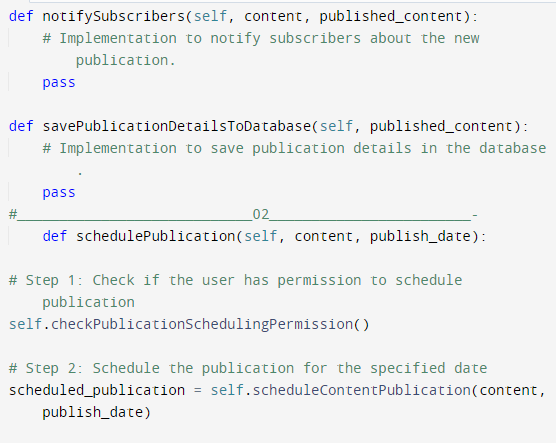 def notifySubscribers(self, content, published_content):
    # Implementation to notify subscribers about the new
        publication.
    pass

def savePublicationDetailsToDatabase(self, published_content):
    # Implementation to save publication details in the database
        .
    pass
#____________________________02________________________-
    def schedulePublication(self, content, publish_date):

# Step 1: Check if the user has permission to schedule
    publication
self.checkPublicationSchedulingPermission()

# Step 2: Schedule the publication for the specified date
scheduled_publication = self.scheduleContentPublication(content,
    publish_date)